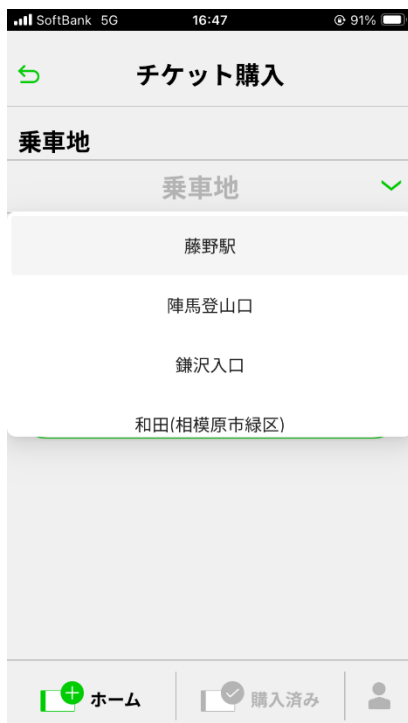 SoftBank 5G 16:47 91%
チケット購入
乗車地
乗車地
藤野駅
陣馬登山口
鎌沢入口
和田(相模原市緑区)
ホーム 購入済み